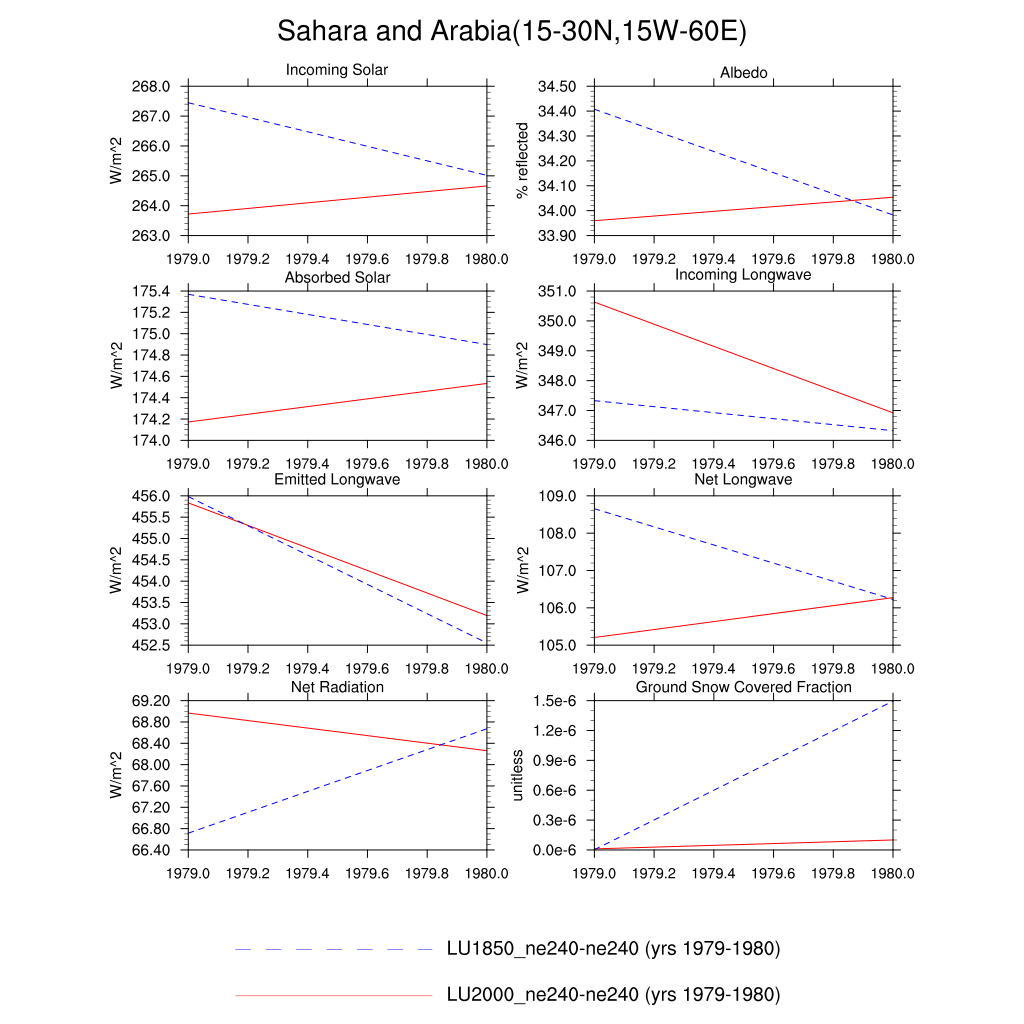 Sahara and Arabia(15-30N,15W-60E)
Incoming Solar
W/m^2
268.0
267.0
266.0
265.0
264.0
263.0
1979.0 1979.2 1979.4 1979.6 1979.8 1980.0
Albedo
% reflected
34.50
34.40
34.30
34.20
34.10
34.00
33.90
1979.0 1979.2 1979.4 1979.6 1979.8 1980.0
Absorbed Solar
W/m^2
175.4
175.2
175.0
174.8
174.6
174.4
174.2
174.0
1979.0 1979.2 1979.4 1979.6 1979.8 1980.0
Incoming Longwave
W/m^2
351.0
350.0
349.0
348.0
347.0
346.0
1979.0 1979.2 1979.4 1979.6 1979.8 1980.0
Emitted Longwave
W/m^2
456.0
455.5
455.0
454.5
454.0
453.5
453.0
452.5
1979.0 1979.2 1979.4 1979.6 1979.8 1980.0
Net Longwave
W/m^2
109.0
108.0
107.0
106.0
105.0
1979.0 1979.2 1979.4 1979.6 1979.8 1980.0
Net Radiation
W/m^2
69.20
68.80
68.40
68.00
67.60
67.20
66.80
66.40
1979.0 1979.2 1979.4 1979.6 1979.8 1980.0
Ground Snow Covered Fraction
unitless
1.5e-6
1.2e-6
0.9e-6
0.6e-6
0.3e-6
0.0e-6
1979.0 1979.2 1979.4 1979.6 1979.8 1980.0
LU1850_ne240-ne240 (yrs 1979-1980)
LU2000_ne240-ne240 (yrs 1979-1980)